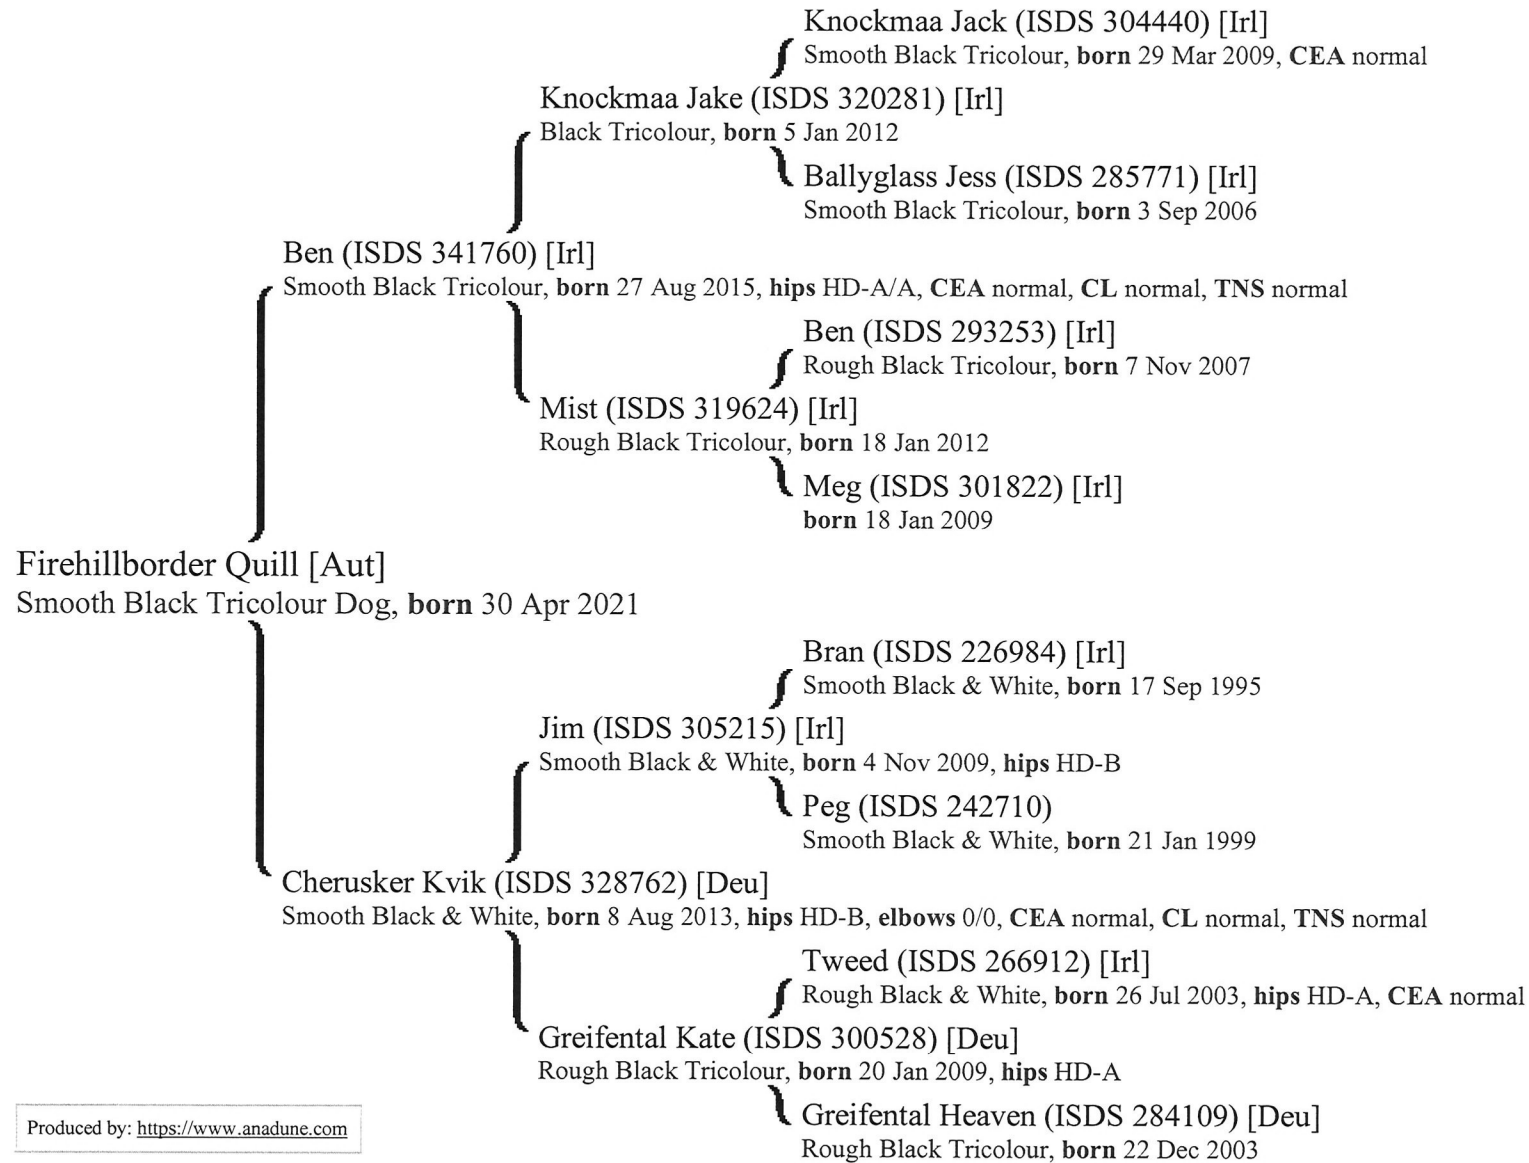 Knockmaa Jack (ISDS 304440) [Irl]
Smooth Black Tricolour, born 29 Mar 2009, CEA normal
Knockmaa Jake (ISDS 320281) [Irl]
Black Tricolour, born 5 Jan 2012
Ballyglass Jess (ISDS 285771) [Irl]
Smooth Black Tricolour, born 3 Sep 2006
Ben (ISDS 341760) [Irl]
Smooth Black Tricolour, born 27 Aug 2015, hips HD-A/A, CEA normal, CL normal, TNS normal
Ben (ISDS 293253) [Irl]
Rough Black Tricolour, born 7 Nov 2007
Mist (ISDS 319624) [Irl]
Rough Black Tricolour, born 18 Jan 2012
Meg (ISDS 301822) [Irl]
born 18 Jan 2009
Firehillborder Quill [Aut]
Smooth Black Tricolour Dog, born 30 Apr 2021
Bran (ISDS 226984) [Irl]
Smooth Black & White, born 17 Sep 1995
Jim (ISDS 305215) [Irl]
Smooth Black & White, born 4 Nov 2009, hips HD-B
Peg (ISDS 242710)
Smooth Black & White, born 21 Jan 1999
Cherusker Kvik (ISDS 328762) [Deu]
Smooth Black & White, born 8 Aug 2013, hips HD-B, elbows 0/0, CEA normal, CL normal, TNS normal
Tweed (ISDS 266912) [Irl]
Rough Black & White, born 26 Jul 2003, hips HD-A, CEA normal
Greifental Kate (ISDS 300528) [Deu]
Rough Black Tricolour, born 20 Jan 2009, hips HD-A
Greifental Heaven (ISDS 284109) [Deu]
Rough Black Tricolour, born 22 Dec 2003
Produced by: https://www.anadune.com